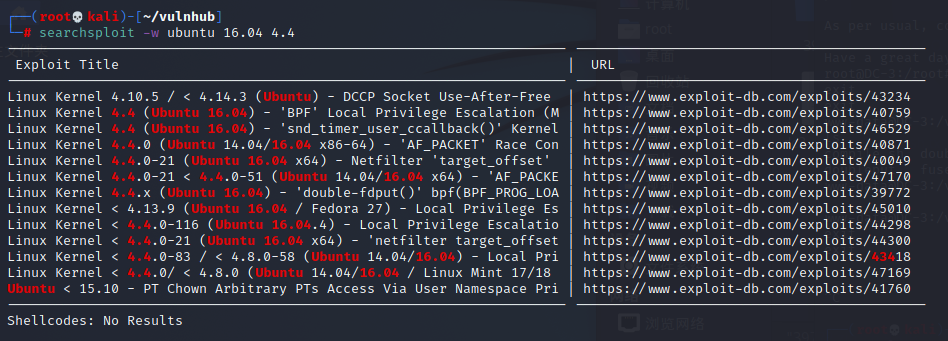 ┌──(root💀kali)-[~/vulnhub]
└─# searchsploit -w ubuntu 16.04 4.4
Exploit Title | URL
Linux Kernel 4.10.5 / < 4.14.3 (Ubuntu) - DCCP Socket Use-After-Free | https://www.exploit-db.com/exploits/43234
Linux Kernel 4.4 (Ubuntu 16.04) - 'BPF' Local Privilege Escalation (M | https://www.exploit-db.com/exploits/40759
Linux Kernel 4.4 (Ubuntu 16.04) - 'snd_timer_user_ccallback()' Kernel | https://www.exploit-db.com/exploits/46529
Linux Kernel 4.4.0 (Ubuntu 14.04/16.04 x86-64) - 'AF_PACKET' Race Con | https://www.exploit-db.com/exploits/40871
Linux Kernel 4.4.0-21 (Ubuntu 16.04 x64) - Netfilter 'target_offset' | https://www.exploit-db.com/exploits/40049
Linux Kernel 4.4.0-21 < 4.4.0-51 (Ubuntu 14.04/16.04 x64) - 'AF_PACKE | https://www.exploit-db.com/exploits/47170
Linux Kernel 4.4.x (Ubuntu 16.04) - 'double-fdput()' bpf(BPF_PROG_LOA | https://www.exploit-db.com/exploits/39772
Linux Kernel < 4.13.9 (Ubuntu 16.04 / Fedora 27) - Local Privilege Es | https://www.exploit-db.com/exploits/45010
Linux Kernel < 4.4.0-116 (Ubuntu 16.04.4) - Local Privilege Escalatio | https://www.exploit-db.com/exploits/44298
Linux Kernel < 4.4.0-21 (Ubuntu 16.04 x64) - 'netfilter target_offset | https://www.exploit-db.com/exploits/44300
Linux Kernel < 4.4.0-83 / < 4.8.0-58 (Ubuntu 14.04/16.04) - Local Pri | https://www.exploit-db.com/exploits/43418
Linux Kernel < 4.4.0/ < 4.8.0 (Ubuntu 14.04/16.04 / Linux Mint 17/18 | https://www.exploit-db.com/exploits/47169
Ubuntu < 15.10 - PT Chown Arbitrary PTs Access Via User Namespace Pri | https://www.exploit-db.com/exploits/41760
Shellcodes: No Results